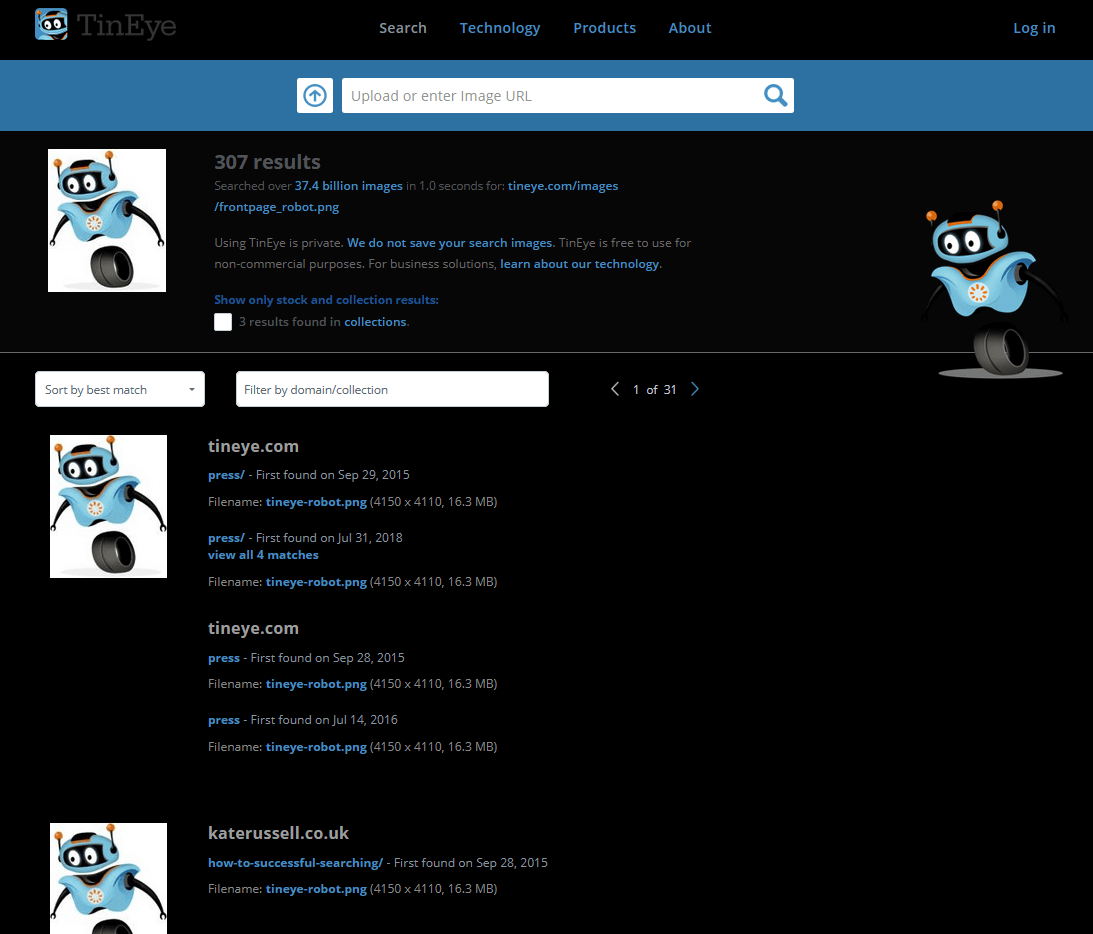 TinEye
Search Technology Products About Log in
Upload or enter Image URL
307 results
Searched over 37.4 billion images in 1.0 seconds for: tineye.com/images
/frontpage_robot.png
Using TinEye is private. We do not save your search images. TinEye is free to use for
non-commercial purposes. For business solutions, learn about our technology.
Show only stock and collection results:
3 results found in collections.
Sort by best match
Filter by domain/collection
1 of 31
tineye.com
press/ - First found on Sep 29, 2015
Filename: tineye-robot.png (4150 x 4110, 16.3 MB)
press/ - First found on Jul 31, 2018
view all 4 matches
Filename: tineye-robot.png (4150 x 4110, 16.3 MB)
tineye.com
press - First found on Sep 28, 2015
Filename: tineye-robot.png (4150 x 4110, 16.3 MB)
press - First found on Jul 14, 2016
Filename: tineye-robot.png (4150 x 4110, 16.3 MB)
katerussell.co.uk
how-to-successful-searching/ - First found on Sep 28, 2015
Filename: tineye-robot.png (4150 x 4110, 16.3 MB)